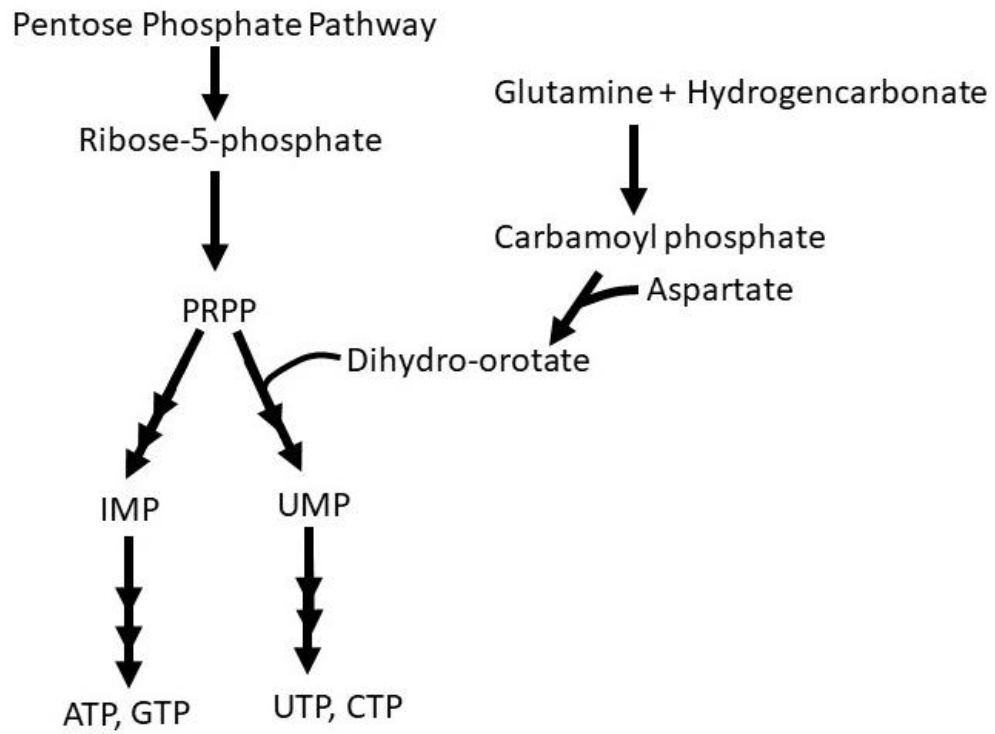 Pentose Phosphate Pathway
Glutamine + Hydrogencarbonate
Ribose-5-phosphate
Carbamoyl phosphate
Aspartate
PRPP
Dihydro-orotate
IMP
UMP
ATP, GTP
UTP, CTP